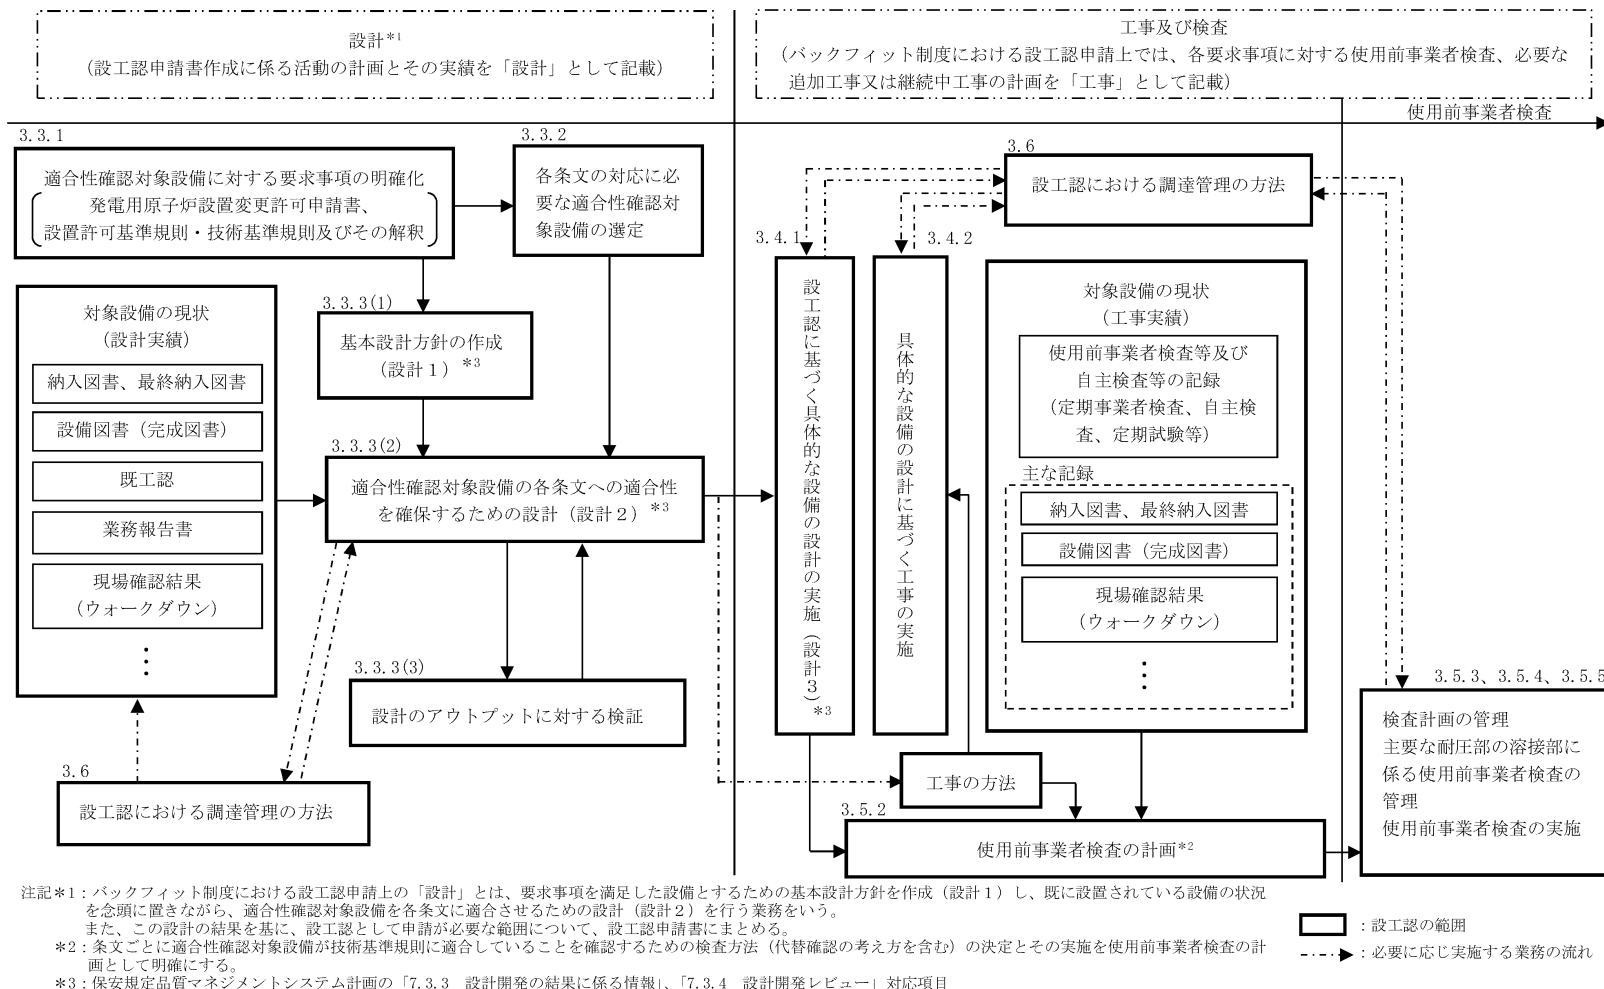 設計*1
（設工認申請書作成に係る活動の計画とその実績を「設計」として記載）
工事及び検査
（バックフィット制度における設工認申請上では、各要求事項に対する使用前事業者検査、必要な
追加工事又は継続中工事の計画を「工事」として記載）
使用前事業者検査
3.3.1
適合性確認対象設備に対する要求事項の明確化
発電用原子炉設置変更許可申請書、
設置許可基準規則・技術基準規則及びその解釈
3.3.2
各条文の対応に必
要な適合性確認対
象設備の選定
対象設備の現状
（設計実績）
納入図書、最終納入図書
設備図書（完成図書）
既工認
業務報告書
現場確認結果
（ウォークダウン）
3.3.3(1)
基本設計方針の作成
（設計１）*3
3.3.3(2)
適合性確認対象設備の各条文への適合性
を確保するための設計（設計２）*3
3.3.3(3)
設計のアウトプットに対する検証
3.6
設工認における調達管理の方法
3.6
設工認における調達管理の方法
3.4.1
設工認に基づく具体的な設備の設計の実施（設計３）*3
3.4.2
具体的な設備の設計に基づく工事の実施
対象設備の現状
（工事実績）
使用前事業者検査等及び
自主検査等の記録
（定期事業者検査、自主検
査、定期試験等）
主な記録
納入図書、最終納入図書
設備図書（完成図書）
現場確認結果
（ウォークダウン）
工事の方法
3.5.2
使用前事業者検査の計画*2
3.5.3、3.5.4、3.5.5
検査計画の管理
主要な耐圧部の溶接部に
係る使用前事業者検査の
管理
使用前事業者検査の実施
注記*1：バックフィット制度における設工認申請上の「設計」とは、要求事項を満足した設備とするための基本設計方針を作成（設計１）し、既に設置されている設備の状況
を念頭に置きながら、適合性確認対象設備を各条文に適合させるための設計（設計２）を行う業務をいう。
また、この設計の結果を基に、設工認として申請が必要な範囲について、設工認申請書にまとめる。
*2：条文ごとに適合性確認対象設備が技術基準規則に適合していることを確認するための検査方法（代替確認の考え方を含む）の決定とその実施を使用前事業者検査の計
画として明確にする。
*3：保安規定品質マネジメントシステム計画の「7.3.3　設計開発の結果に係る情報」、「7.3.4　設計開発レビュー」対応項目
：設工認の範囲
：必要に応じ実施する業務の流れ